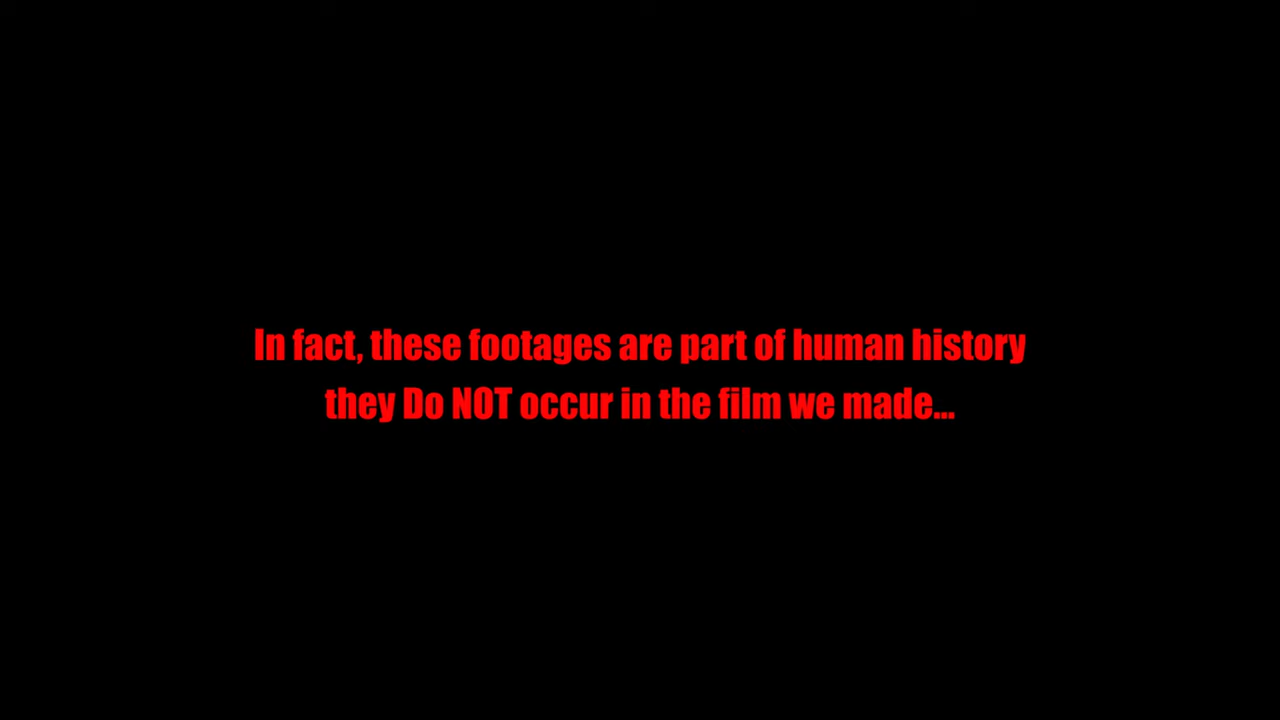 In fact, these footages are part of human history
they Do NOT occur in the film we made...